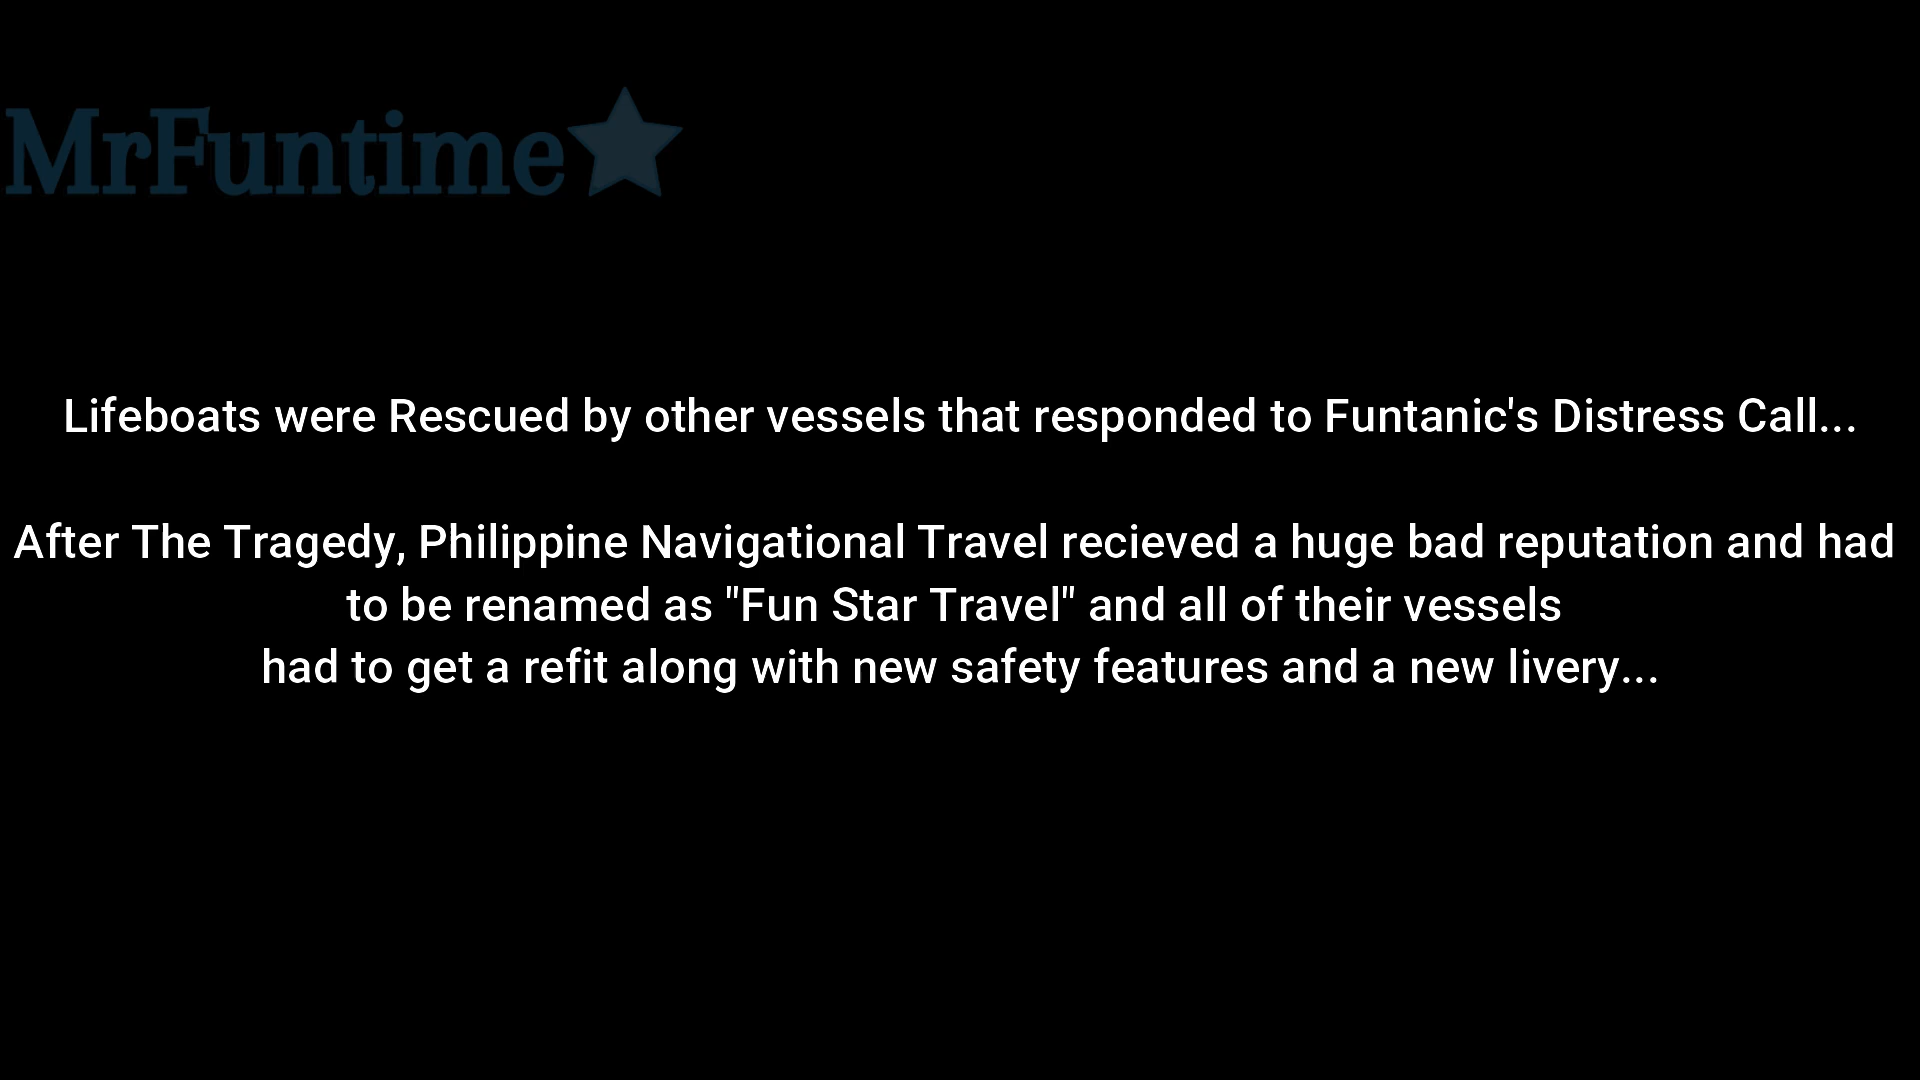 MrFuntime
Lifeboats were Rescued by other vessels that responded to Funtanic's Distress Call...
After The Tragedy, Philippine Navigational Travel recieved a huge bad reputation and had
to be renamed as "Fun Star Travel" and all of their vessels
had to get a refit along with new safety features and a new livery...